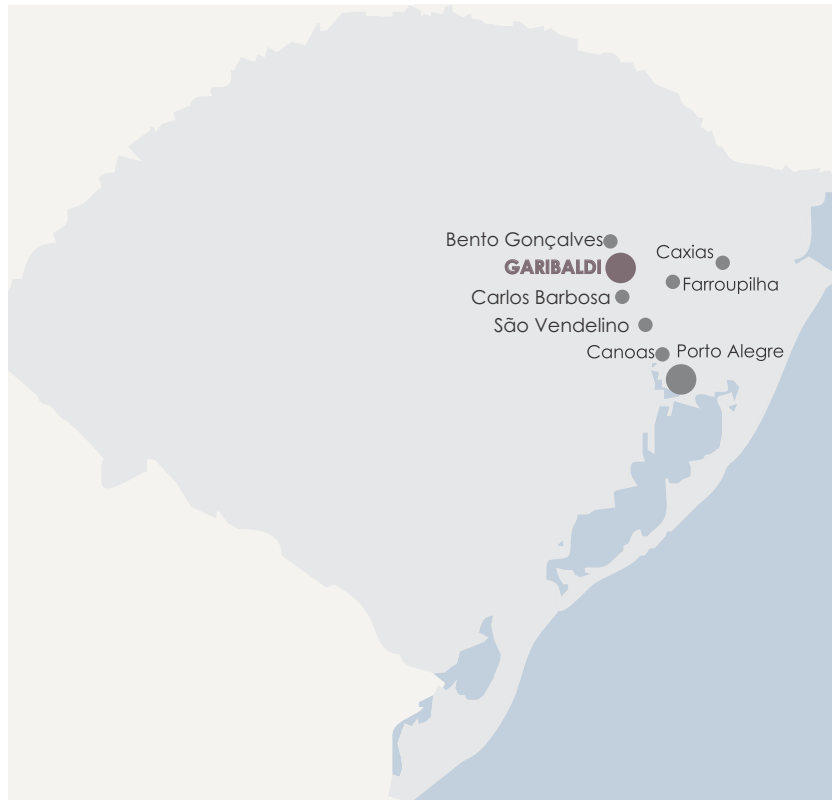 Bento Gonçalves
Caxias
GARIBALDI
Farroupilha
Carlos Barbosa
São Vendelino
Canoas
Porto Alegre